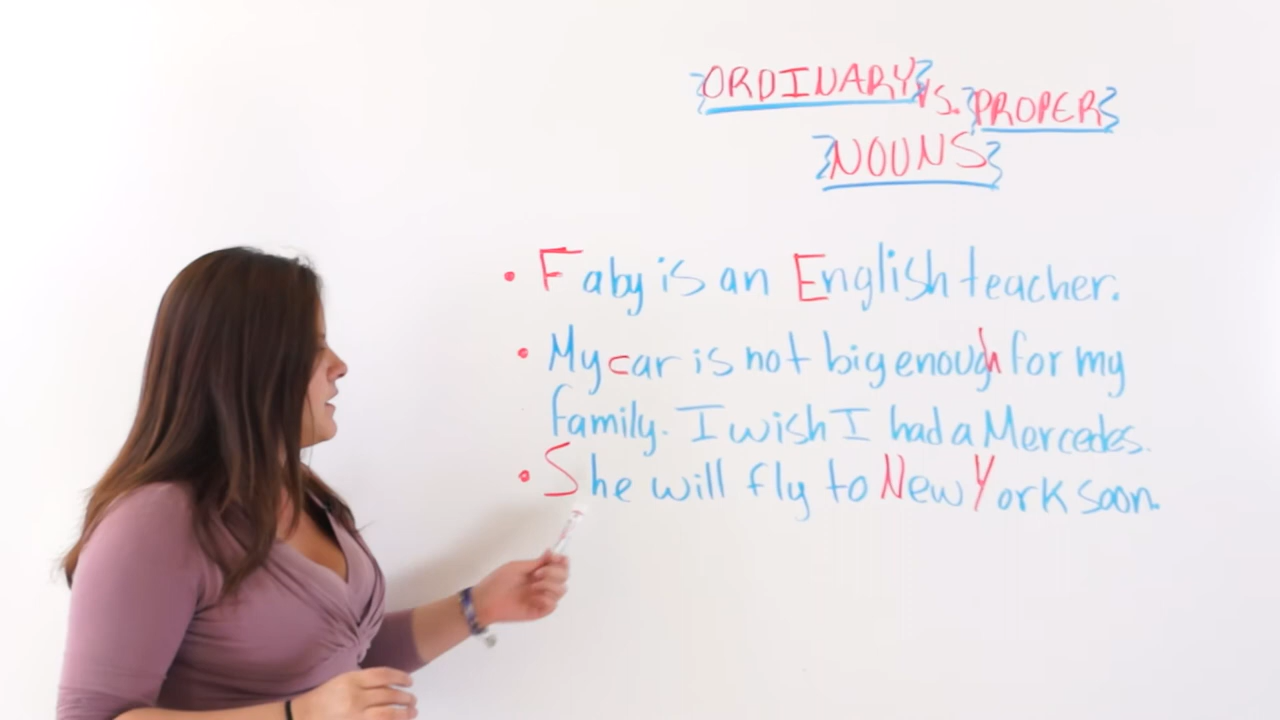 ORDINARY VS. PROPER
NOUNS
• Faby is an English teacher.
• My car is not big enough for my
family. I wish I had a Mercedes.
• She will fly to New York soon.